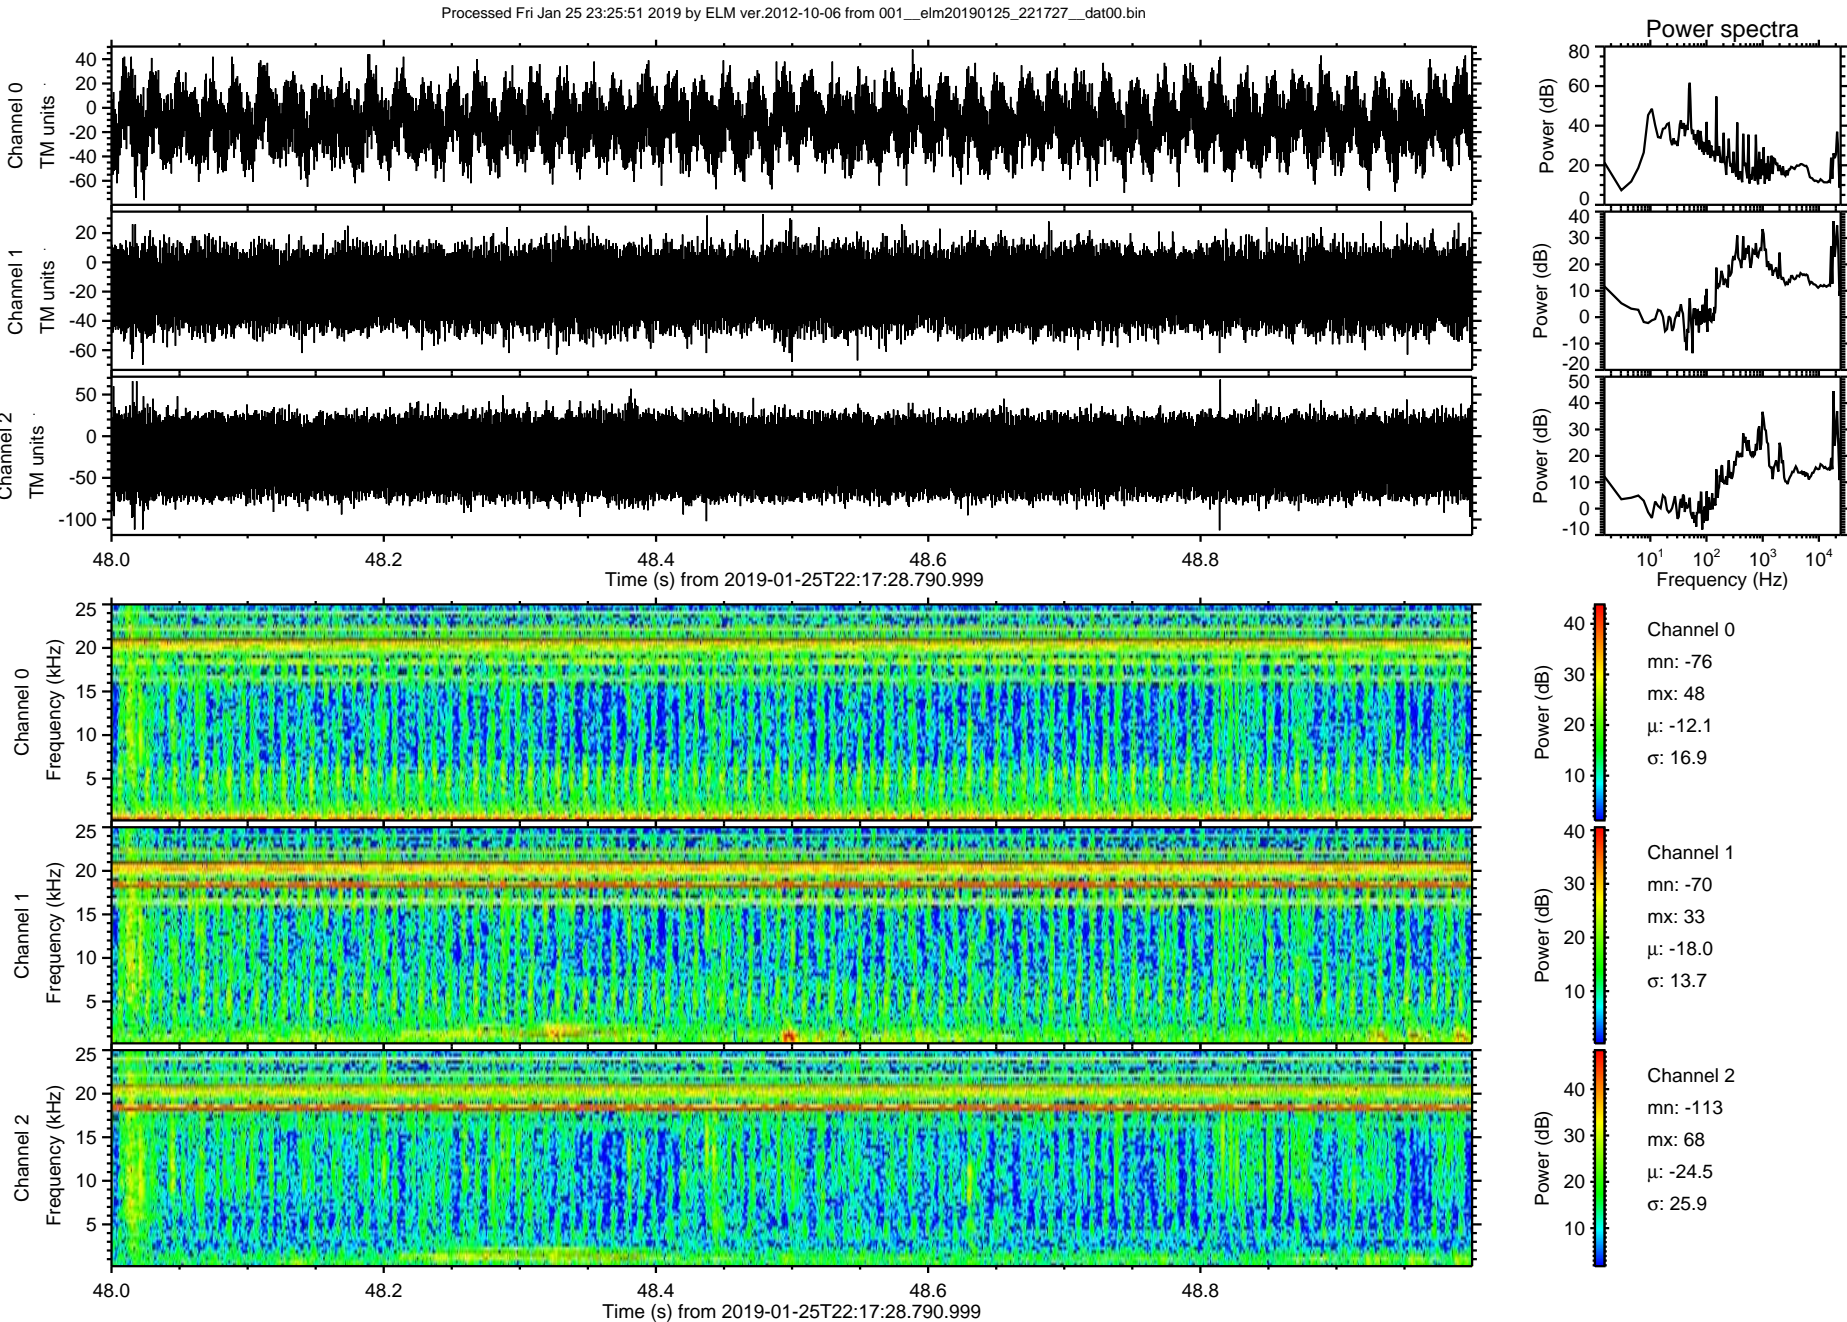 Processed Fri Jan 25 23:25:51 2019 by ELM ver.2012-10-06 from 001__elm20190125_221727__dat00.bin
Power spectra
Channel 0
TM units
40
20
0
-20
-40
-60
Power (dB)
80
60
40
20
0
Channel 1
TM units
20
0
-20
-40
-60
Power (dB)
40
30
20
10
0
-10
-20
Channel 2
TM units
50
0
-50
-100
Power (dB)
50
40
30
20
10
0
-10
48.0 48.2 48.4 48.6 48.8
Time (s) from 2019-01-25T22:17:28.790.999
10¹ 10² 10³ 10⁴
Frequency (Hz)
Channel 0
Frequency (kHz)
25
20
15
10
5
Power (dB)
40
30
20
10
Channel 0
mn: -76
mx: 48
μ: -12.1
σ: 16.9
Channel 1
Frequency (kHz)
25
20
15
10
5
Power (dB)
40
30
20
10
Channel 1
mn: -70
mx: 33
μ: -18.0
σ: 13.7
Channel 2
Frequency (kHz)
25
20
15
10
5
Power (dB)
40
30
20
10
Channel 2
mn: -113
mx: 68
μ: -24.5
σ: 25.9
48.0 48.2 48.4 48.6 48.8
Time (s) from 2019-01-25T22:17:28.790.999